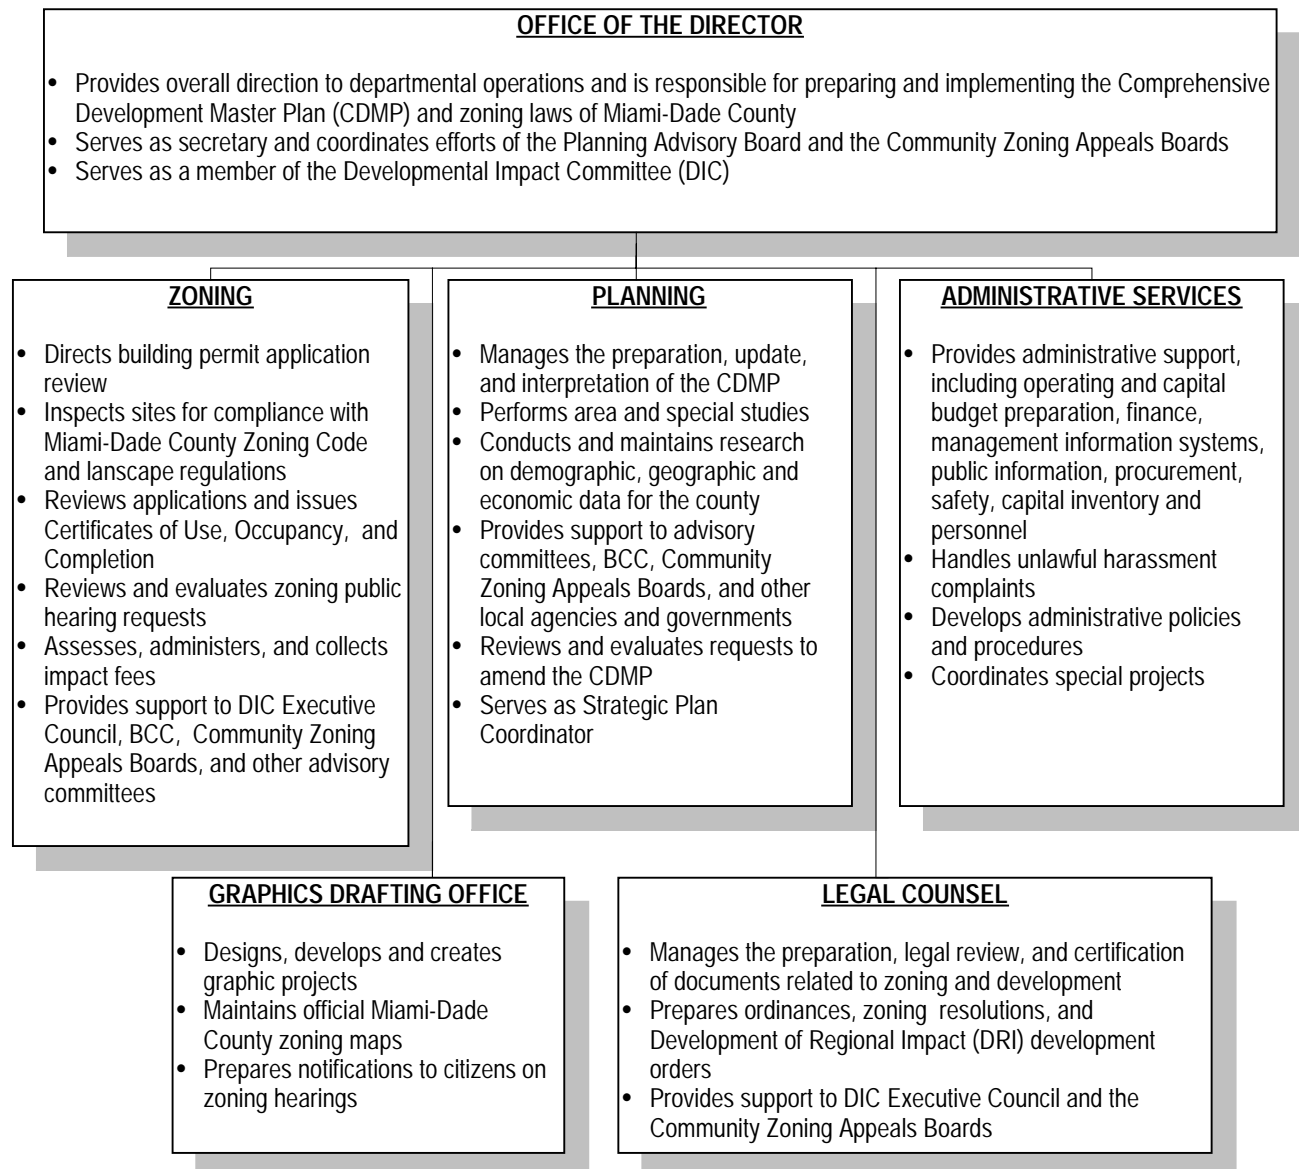 OFFICE OF THE DIRECTOR
• Provides overall direction to departmental operations and is responsible for preparing and implementing the Comprehensive
Development Master Plan (CDMP) and zoning laws of Miami-Dade County
• Serves as secretary and coordinates efforts of the Planning Advisory Board and the Community Zoning Appeals Boards
• Serves as a member of the Developmental Impact Committee (DIC)
ZONING
• Directs building permit application
review
• Inspects sites for compliance with
Miami-Dade County Zoning Code
and lanscape regulations
• Reviews applications and issues
Certificates of Use, Occupancy, and
Completion
• Reviews and evaluates zoning public
hearing requests
• Assesses, administers, and collects
impact fees
• Provides support to DIC Executive
Council, BCC, Community Zoning
Appeals Boards, and other advisory
committees
PLANNING
• Manages the preparation, update,
and interpretation of the CDMP
• Performs area and special studies
• Conducts and maintains research
on demographic, geographic and
economic data for the county
• Provides support to advisory
committees, BCC, Community
Zoning Appeals Boards, and other
local agencies and governments
• Reviews and evaluates requests to
amend the CDMP
• Serves as Strategic Plan
Coordinator
ADMINISTRATIVE SERVICES
• Provides administrative support,
including operating and capital
budget preparation, finance,
management information systems,
public information, procurement,
safety, capital inventory and
personnel
• Handles unlawful harassment
complaints
• Develops administrative policies
and procedures
• Coordinates special projects
GRAPHICS DRAFTING OFFICE
• Designs, develops and creates
graphic projects
• Maintains official Miami-Dade
County zoning maps
• Prepares notifications to citizens on
zoning hearings
LEGAL COUNSEL
• Manages the preparation, legal review, and certification
of documents related to zoning and development
• Prepares ordinances, zoning resolutions, and
Development of Regional Impact (DRI) development
orders
• Provides support to DIC Executive Council and the
Community Zoning Appeals Boards